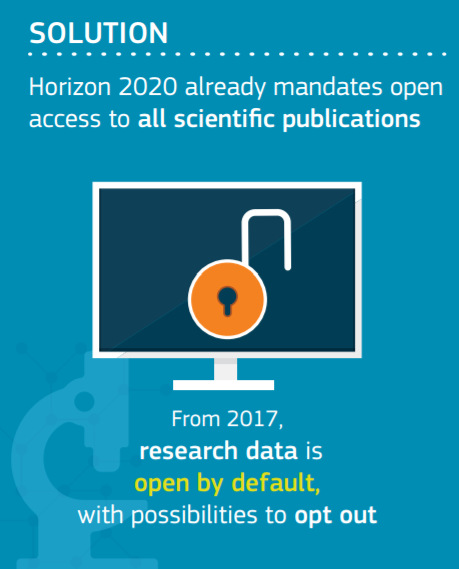 SOLUTION
Horizon 2020 already mandates open
access to all scientific publications
From 2017,
research data is
open by default,
with possibilities to opt out